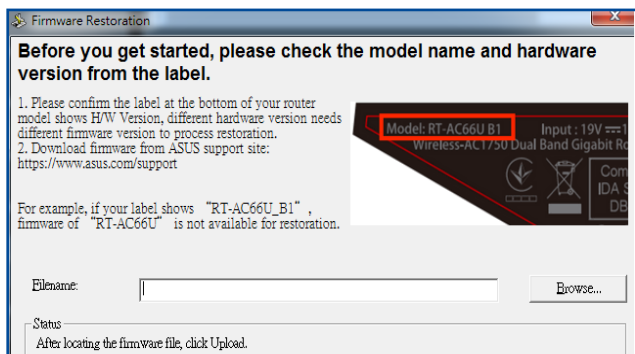 Firmware Restoration
Before you get started, please check the model name and hardware
version from the label.
1. Please confirm the label at the bottom of your router
model shows H/W Version, different hardware version needs
different firmware version to process restoration.
2. Download firmware from ASUS support site:
https://www.asus.com/support
For example, if your label shows “RT-AC66U_B1” ,
firmware of “RT-AC66U” is not available for restoration.
Model: RT-AC66U B1 Input : 19V
Wireless-AC1750 Dual Band Gigabit
Com
IDA
DB
Filename:
Browse...
Status
After locating the firmware file, click Upload.